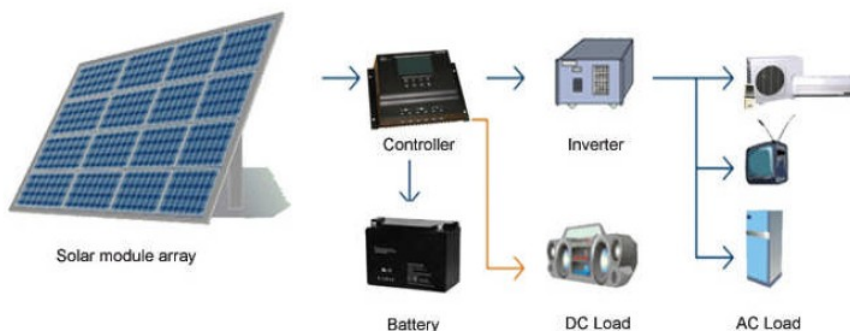 Controller
Inverter
Solar module array
Battery
DC Load
AC Load